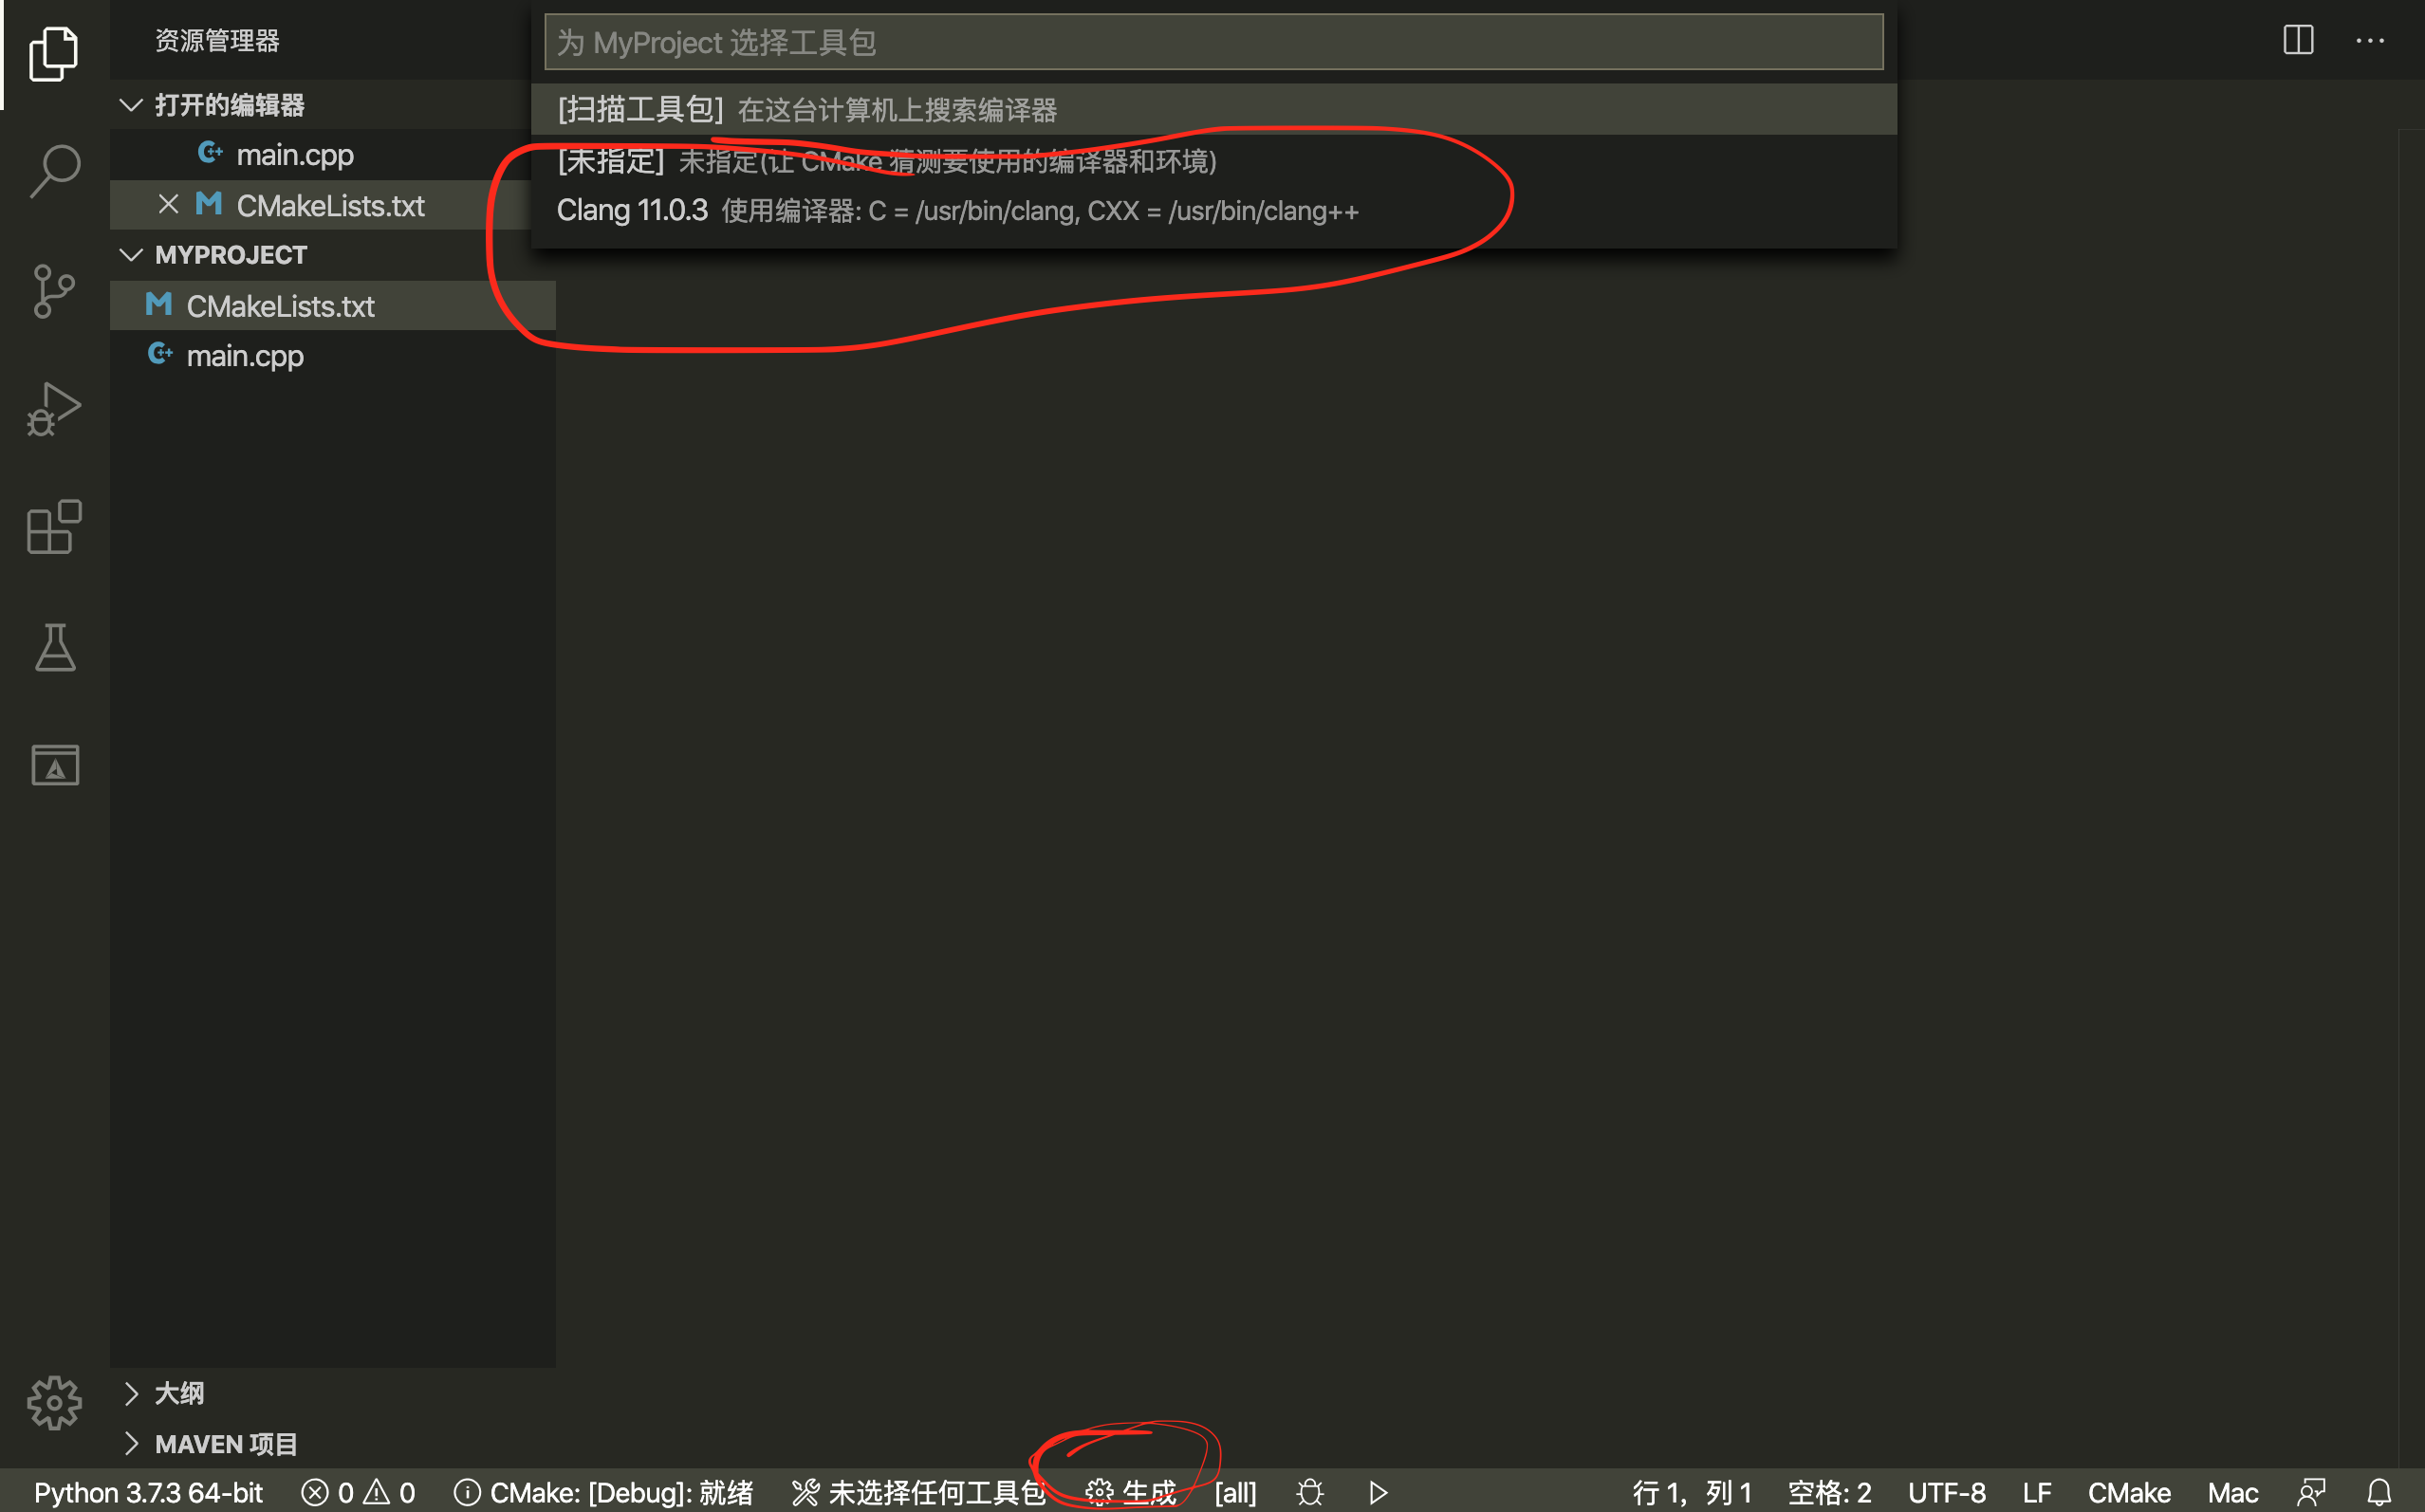 资源管理器
为 MyProject 选择工具包
[扫描工具包] 在这台计算机上搜索编译器
[未指定] 未指定(让 CMake 猜测要使用的编译器和环境)
Clang 11.0.3 使用编译器: C = /usr/bin/clang, CXX = /usr/bin/clang++
打开的编辑器
main.cpp
CMakeLists.txt
MYPROJECT
CMakeLists.txt
main.cpp
大纲
MAVEN 项目
Python 3.7.3 64-bit 0 0 CMake: [Debug]: 就绪 未选择任何工具包 生成 [all] 行 1, 列 1 空格: 2 UTF-8 LF CMake Mac